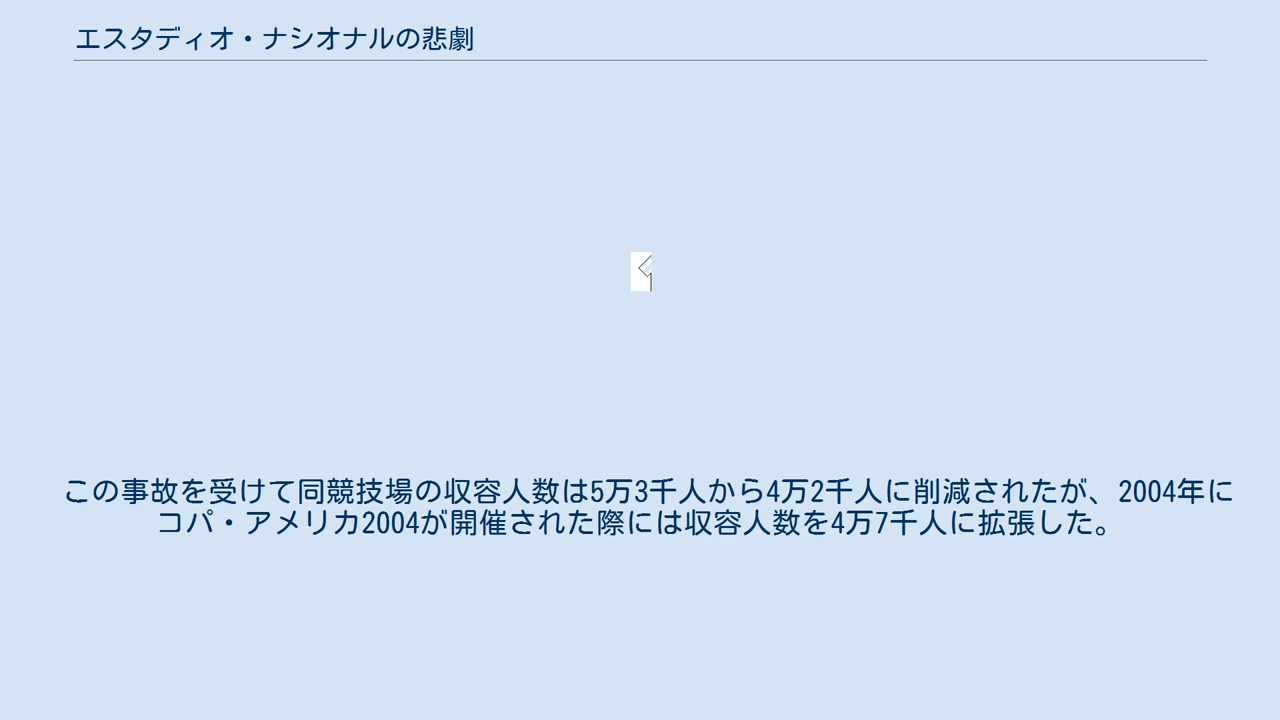 エスタディオ・ナシオナルの悲劇
この事故を受けて同競技場の収容人数は5万3千人から4万2千人に削減されたが、2004年に
コパ・アメリカ2004が開催された際には収容人数を4万7千人に拡張した。